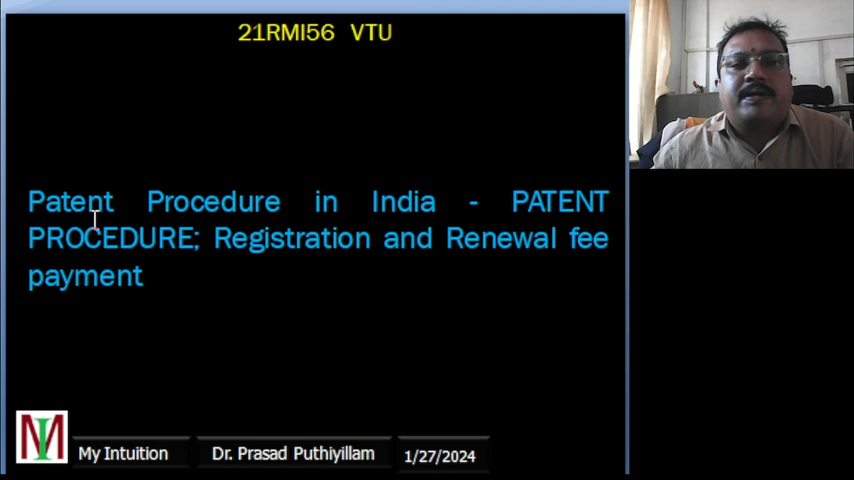 21RMI56 VTU
Patent Procedure in India - PATENT
PROCEDURE; Registration and Renewal fee
payment
MI
My Intuition
Dr. Prasad Puthiyillam
1/27/2024